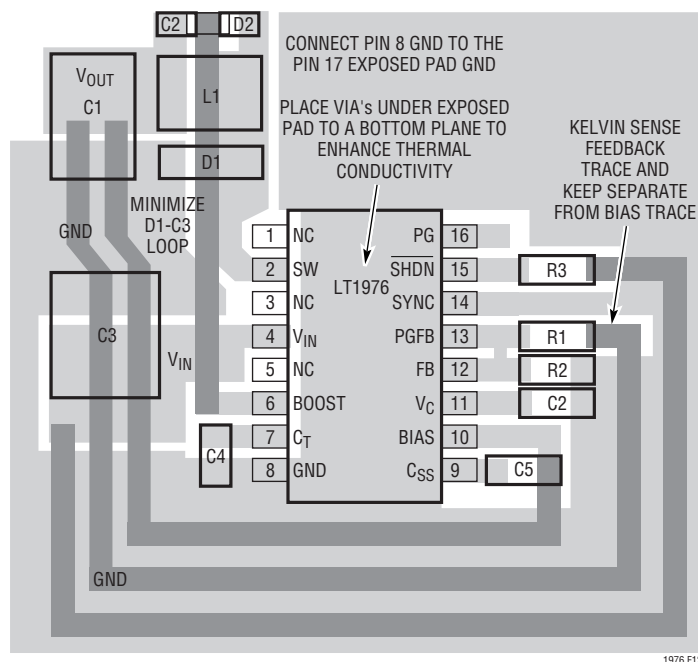 C2 D2
CONNECT PIN 8 GND TO THE
PIN 17 EXPOSED PAD GND
VOUT
C1
L1
PLACE VIA's UNDER EXPOSED
PAD TO A BOTTOM PLANE TO
ENHANCE THERMAL
CONDUCTIVITY
KELVIN SENSE
FEEDBACK
TRACE AND
KEEP SEPARATE
FROM BIAS TRACE
D1
MINIMIZE
D1-C3
LOOP
GND
1 NC PG 16
2 SW SHDN 15 R3
LT1976
3 NC SYNC 14
C3
4 VIN PGFB 13 R1
VIN
5 NC FB 12 R2
6 BOOST VC 11 C2
7 CT BIAS 10
C4
8 GND CSS 9 C5
GND